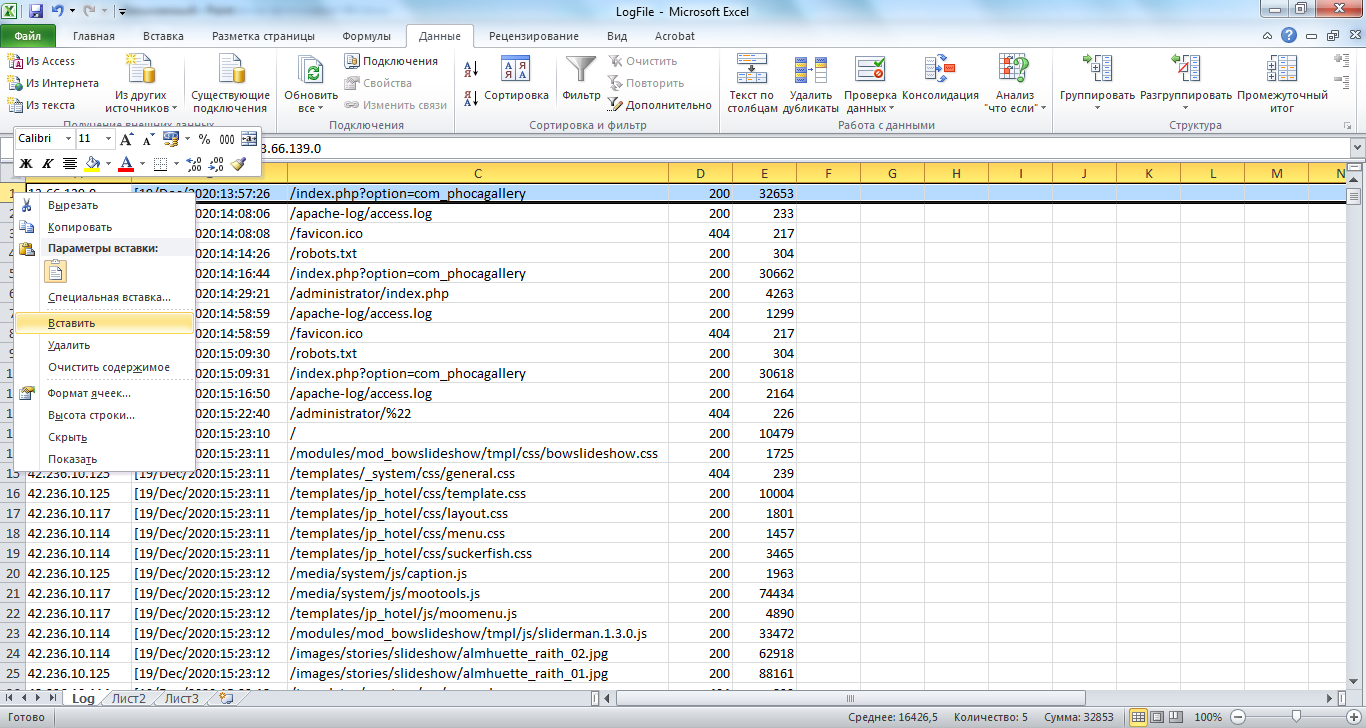 LogFile - Microsoft Excel
Файл Главная Вставка Разметка страницы Формулы Данные Рецензирование Вид Acrobat
Из Access
Из Интернета
Из текста
Из других источников
Существующие подключения
Получение внешних данных
Обновить все
Подключения
Свойства
Изменить связи
Подключения
Сортировка
Фильтр
Очистить
Повторить
Дополнительно
Сортировка и фильтр
Текст по столбцам
Удалить дубликаты
Проверка данных
Консолидация
Анализ "что если"
Работа с данными
Группировать
Разгруппировать
Промежуточный итог
Структура
Calibri 11 A A % 000
Ж К A
3.66.139.0
C D E F G H I J K L M N
1 13.66.139.0 [19/Dec/2020:13:57:26 /index.php?option=com_phocagallery 200 32653
2 020:14:08:06 /apache-log/access.log 200 233
3 020:14:08:08 /favicon.ico 404 217
4 020:14:14:26 /robots.txt 200 304
5 020:14:16:44 /index.php?option=com_phocagallery 200 30662
6 020:14:29:21 /administrator/index.php 200 4263
7 020:14:58:59 /apache-log/access.log 200 1299
8 020:14:58:59 /favicon.ico 404 217
9 020:15:09:30 /robots.txt 200 304
1 020:15:09:31 /index.php?option=com_phocagallery 200 30618
1 020:15:16:50 /apache-log/access.log 200 2164
1 020:15:22:40 /administrator/%22 404 226
1 020:15:23:10 / 200 10479
1 020:15:23:11 /modules/mod_bowslideshow/tmpl/css/bowslideshow.css 200 1725
15 42.236.10.125 [19/Dec/2020:15:23:11 /templates/_system/css/general.css 404 239
16 42.236.10.125 [19/Dec/2020:15:23:11 /templates/jp_hotel/css/template.css 200 10004
17 42.236.10.117 [19/Dec/2020:15:23:11 /templates/jp_hotel/css/layout.css 200 1801
18 42.236.10.114 [19/Dec/2020:15:23:11 /templates/jp_hotel/css/menu.css 200 1457
19 42.236.10.114 [19/Dec/2020:15:23:11 /templates/jp_hotel/css/suckerfish.css 200 3465
20 42.236.10.125 [19/Dec/2020:15:23:12 /media/system/js/caption.js 200 1963
21 42.236.10.117 [19/Dec/2020:15:23:12 /media/system/js/mootools.js 200 74434
22 42.236.10.117 [19/Dec/2020:15:23:12 /templates/jp_hotel/js/moomenu.js 200 4890
23 42.236.10.114 [19/Dec/2020:15:23:12 /modules/mod_bowslideshow/tmpl/js/sliderman.1.3.0.js 200 33472
24 42.236.10.114 [19/Dec/2020:15:23:12 /images/stories/slideshow/almhuette_raith_02.jpg 200 62918
25 42.236.10.125 [19/Dec/2020:15:23:12 /images/stories/slideshow/almhuette_raith_01.jpg 200 88161
Вырезать
Копировать
Параметры вставки:
Специальная вставка...
Вставить
Удалить
Очистить содержимое
Формат ячеек...
Высота строки...
Скрыть
Показать
Log Лист2 Лист3
Готово Среднее: 16426,5 Количество: 5 Сумма: 32853 100%